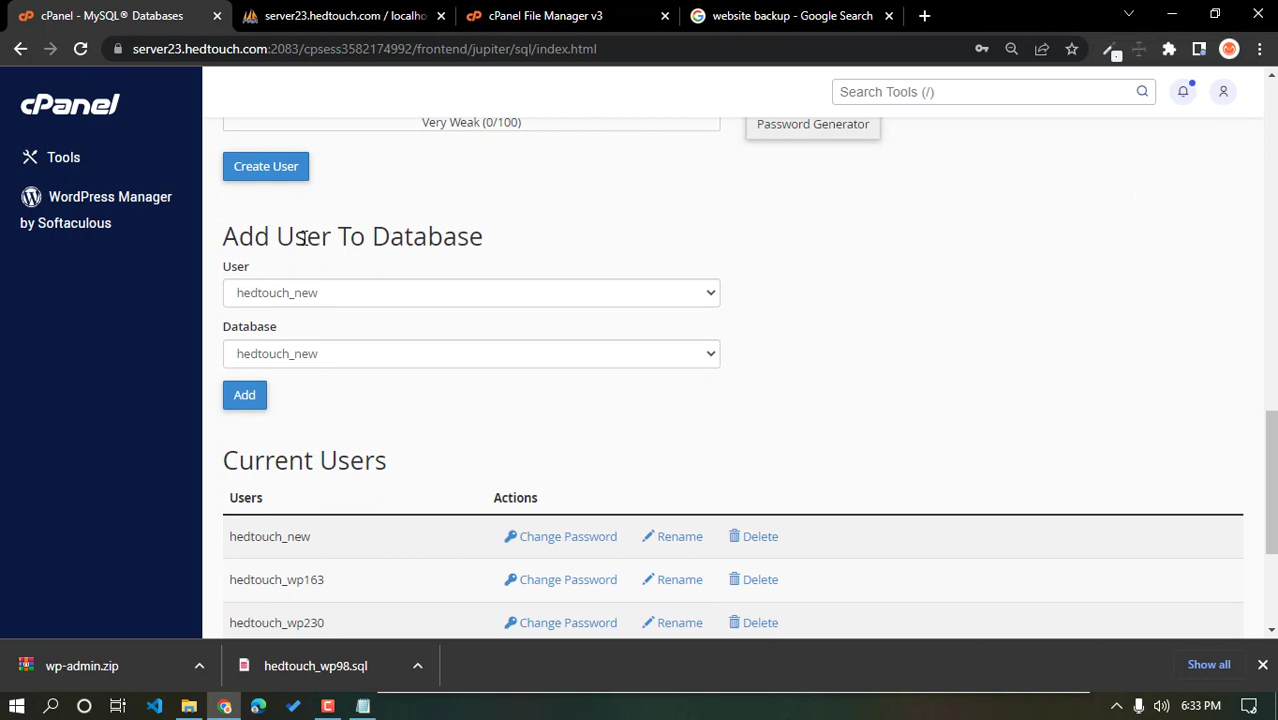 cPanel - MySQL® Databases
server23.hedtouch.com / localho
cPanel File Manager v3
website backup - Google Search
server23.hedtouch.com:2083/cpsess3582174992/frontend/jupiter/sql/index.html
cPanel
Search Tools (/)
Very Weak (0/100)
Password Generator
Tools
Create User
WordPress Manager
by Softaculous
Add User To Database
User
hedtouch_new
Database
hedtouch_new
Add
Current Users
Users Actions
hedtouch_new Change Password Rename Delete
hedtouch_wp163 Change Password Rename Delete
hedtouch_wp230 Change Password Rename Delete
wp-admin.zip
hedtouch_wp98.sql
Show all
6:33 PM